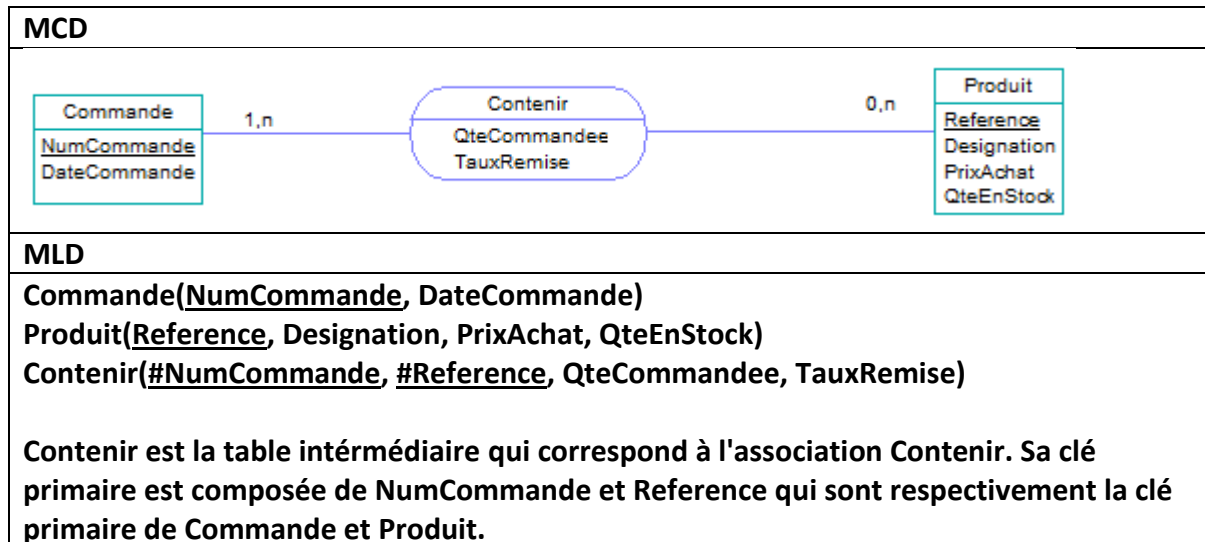 MCD
Commande
NumCommande
DateCommande
1,n
Contenir
QteCommandee
TauxRemise
0,n
Produit
Reference
Designation
PrixAchat
QteEnStock
MLD
Commande(NumCommande, DateCommande)
Produit(Reference, Designation, PrixAchat, QteEnStock)
Contenir(#NumCommande, #Reference, QteCommandee, TauxRemise)
Contenir est la table intérmédiaire qui correspond à l'association Contenir. Sa clé
primaire est composée de NumCommande et Reference qui sont respectivement la clé
primaire de Commande et Produit.